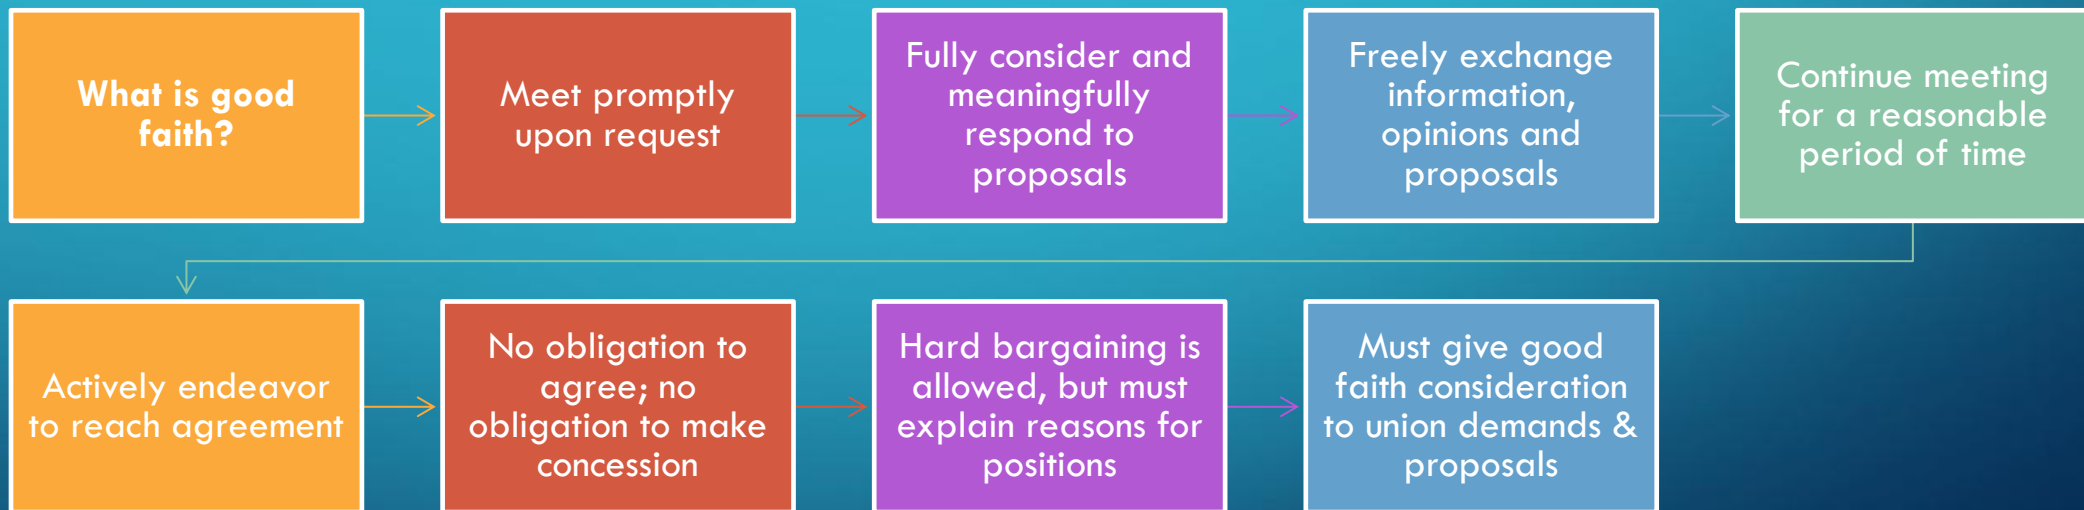 What is good
faith?
Meet promptly
upon request
Fully consider and
meaningfully
respond to
proposals
Freely exchange
information,
opinions and
proposals
Continue meeting
for a reasonable
period of time
Actively endeavor
to reach agreement
No obligation to
agree; no
obligation to make
concession
Hard bargaining is
allowed, but must
explain reasons for
positions
Must give good
faith consideration
to union demands &
proposals